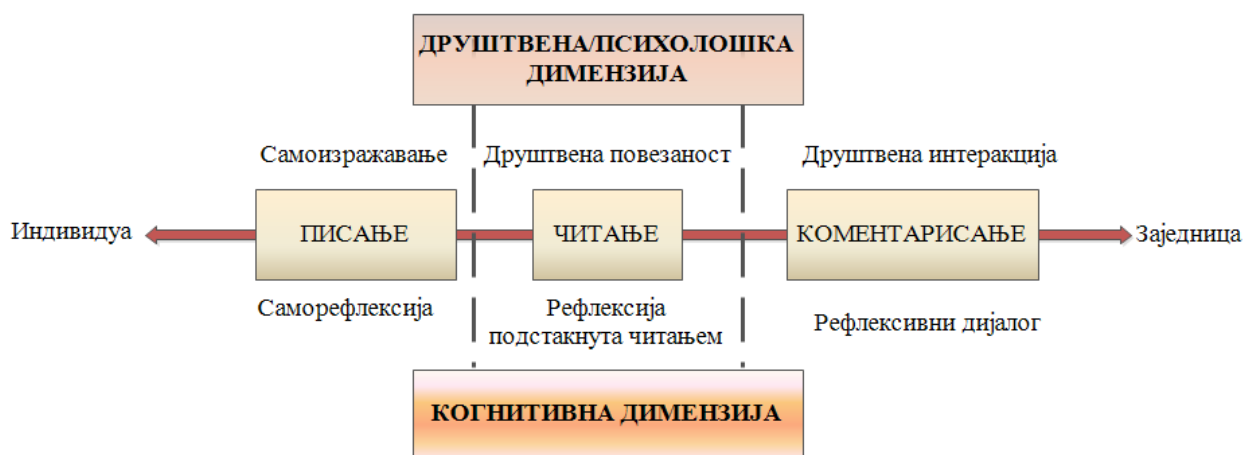 ДРУШТВЕНА/ПСИХОЛОШКА
ДИМЕНЗИЈА
Самоизражавање
Друштвена повезаност
Друштвена интеракција
Индивидуа
ПИСАЊЕ
ЧИТАЊЕ
КОМЕНТАРИСАЊЕ
Заједница
Саморефлексија
Рефлексија
подстакнута читањем
Рефлексивни дијалог
КОГНИТИВНА ДИМЕНЗИЈА